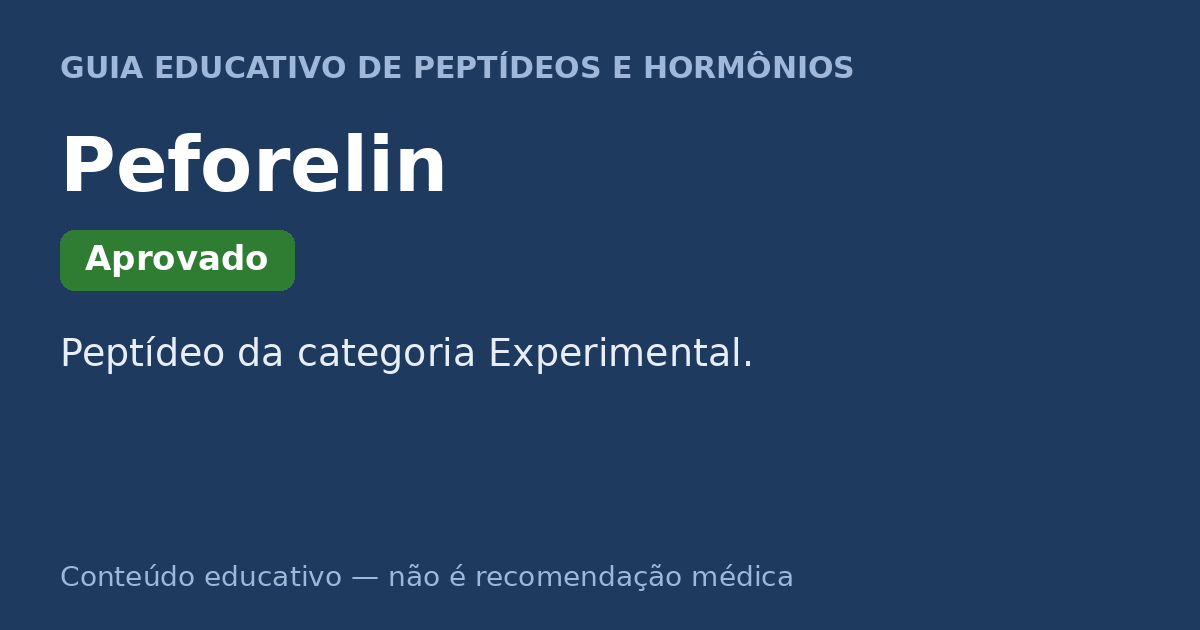 GUIA EDUCATIVO DE PEPTÍDEOS E HORMÔNIOS
Peforelin
Aprovado
Peptídeo da categoria Experimental.
Conteúdo educativo — não é recomendação médica